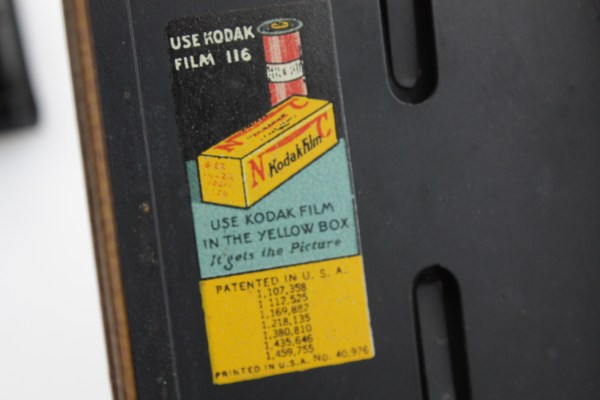 USE KODAK
FILM 116
N C
N Kodak Film C
USE KODAK FILM
IN THE YELLOW BOX
It gets the Picture
PATENTED IN U. S. A.
1,107,358
1,112,525
1,169,882
1,218,135
1,380,810
1,435,646
1,459,755
PRINTED IN U.S.A. No. 40,976